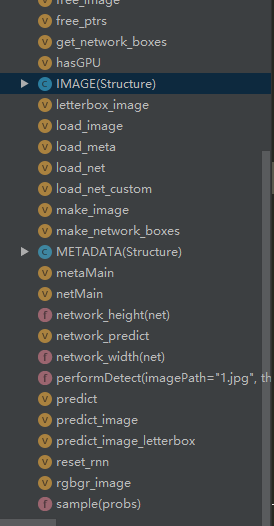 free_image
free_ptrs
get_network_boxes
hasGPU
IMAGE(Structure)
letterbox_image
load_image
load_meta
load_net
load_net_custom
make_image
make_network_boxes
METADATA(Structure)
metaMain
netMain
network_height(net)
network_predict
network_width(net)
performDetect(imagePath="1.jpg", th
predict
predict_image
predict_image_letterbox
reset_rnn
rgbgr_image
sample(probs)